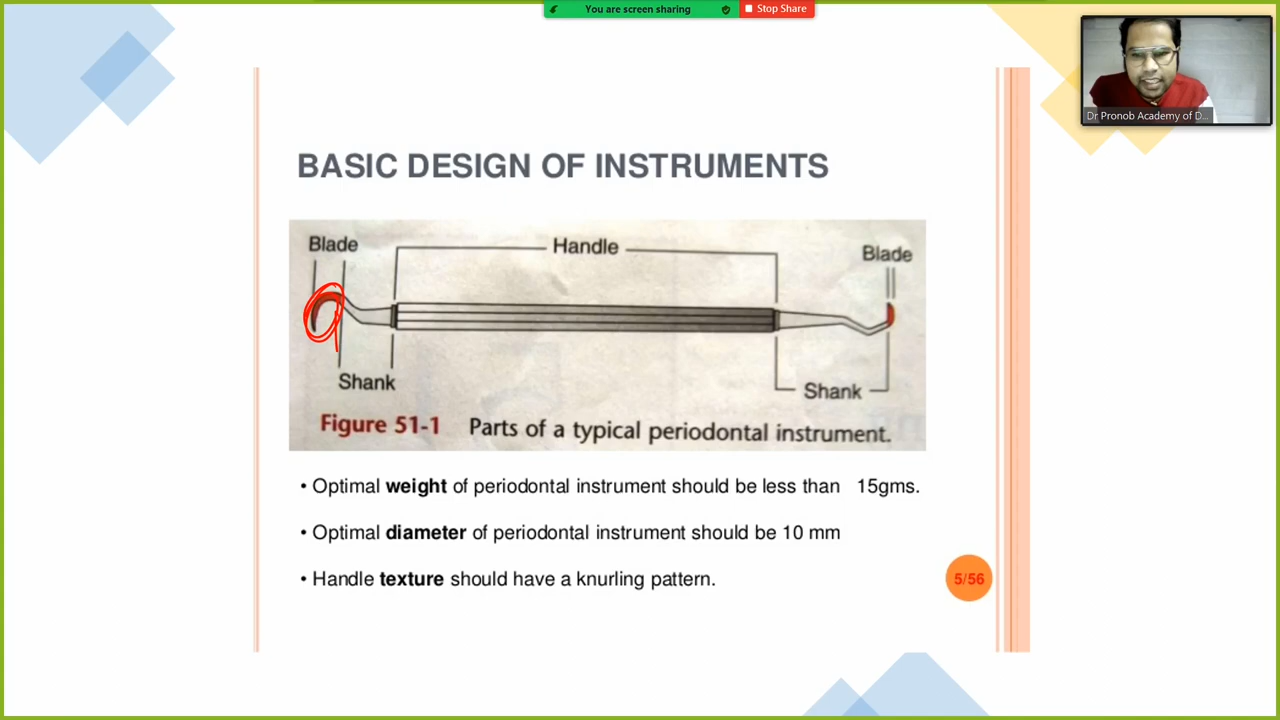 You are screen sharing
Stop Share
Dr Pronob Academy of D...
BASIC DESIGN OF INSTRUMENTS
Blade
Handle
Blade
Shank
Shank
Figure 51-1 Parts of a typical periodontal instrument.
• Optimal weight of periodontal instrument should be less than 15gms.
• Optimal diameter of periodontal instrument should be 10 mm
• Handle texture should have a knurling pattern.
5/56